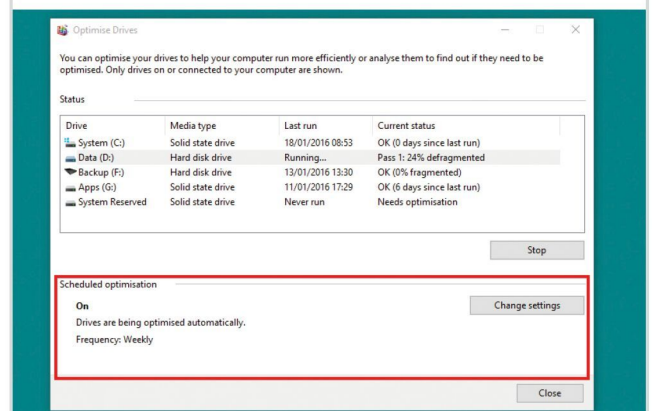 Optimise Drives
You can optimise your drives to help your computer run more efficiently or analyse them to find out if they need to be
optimised. Only drives on or connected to your computer are shown.
Status
Drive Media type Last run Current status
System (C:) Solid state drive 18/01/2016 08:53 OK (0 days since last run)
Data (D:) Hard disk drive Running... Pass 1: 24% defragmented
Backup (F:) Hard disk drive 13/01/2016 13:30 OK (0% fragmented)
Apps (G:) Solid state drive 11/01/2016 17:29 OK (6 days since last run)
System Reserved Solid state drive Never run Needs optimisation
Stop
Scheduled optimisation
On Change settings
Drives are being optimised automatically.
Frequency: Weekly
Close